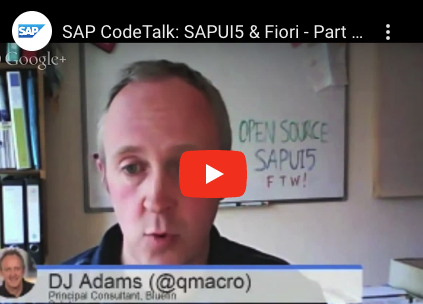 SAP
SAP CodeTalk: SAPUI5 & Fiori - Part ...
Google+
OPEN SOURCE
SAPUI5
FTW!
DJ Adams (@qmacro)
Principal Consultant, Bluefin